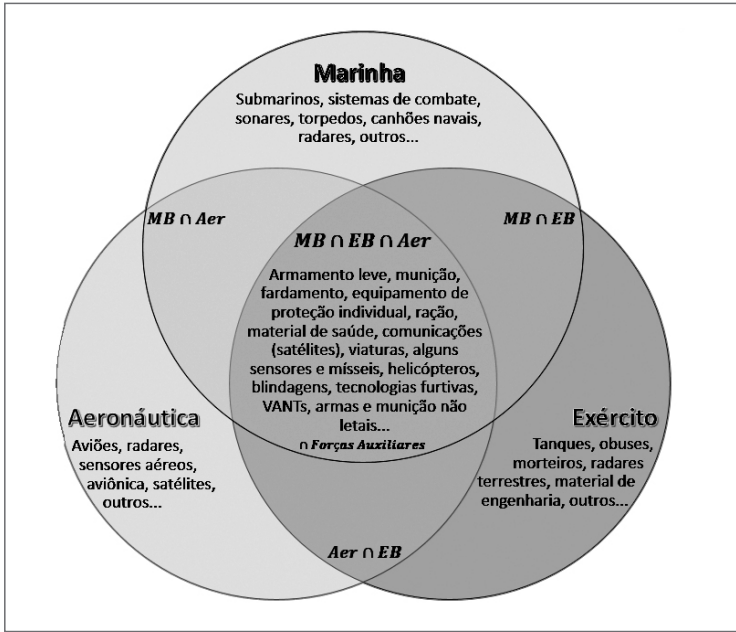 Marinha
Submarinos, sistemas de combate,
sonares, torpedos, canhões navais,
radares, outros...
MB ∩ Aer
MB ∩ EB
MB ∩ EB ∩ Aer
Armamento leve, munição,
fardamento, equipamento de
proteção individual, ração,
material de saúde, comunicações
(satélites), viaturas, alguns
sensores e mísseis, helicópteros,
blindagens, tecnologias furtivas,
VANTs, armas e munição não
letais...
∩ Forças Auxiliares
Aeronáutica
Aviões, radares,
sensores aéreos,
aviônica, satélites,
outros...
Exército
Tanques, obuses,
morteiros, radares
terrestres, material de
engenharia, outros...
Aer ∩ EB